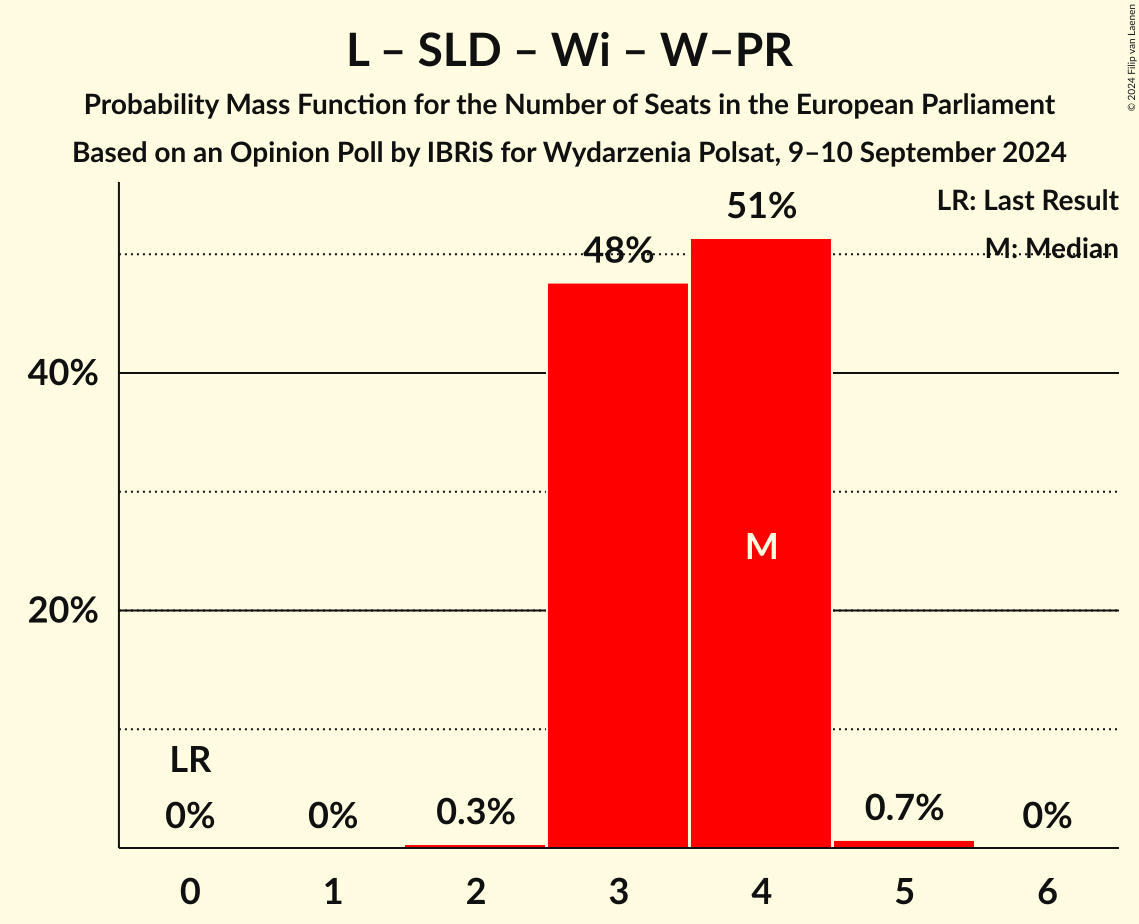 L – SLD – Wi – W–PR
Probability Mass Function for the Number of Seats in the European Parliament
Based on an Opinion Poll by IBRiS for Wydarzenia Polsat, 9–10 September 2024
© 2024 Filip van Laenen
LR: Last Result
M: Median
51%
48%
40%
M
20%
LR
0%
0%
0.3%
0.7%
0%
0
1
2
3
4
5
6